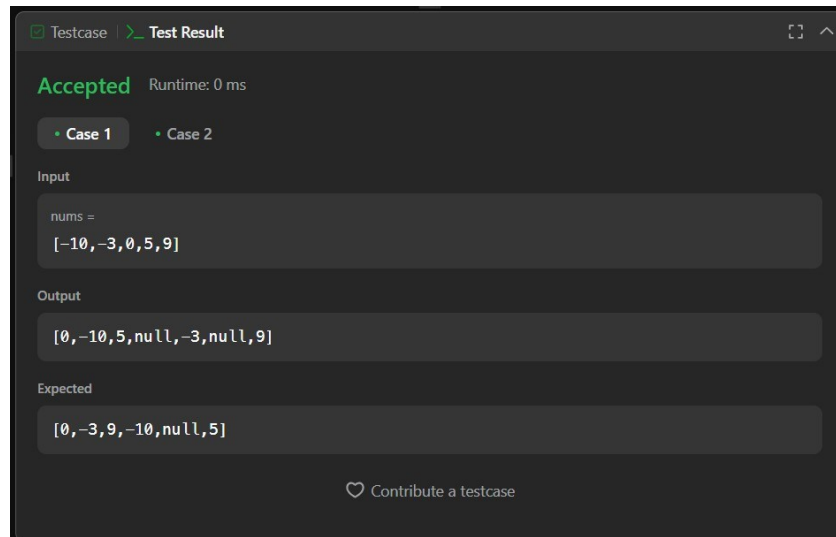 Testcase | >_ Test Result
Accepted Runtime: 0 ms
• Case 1 • Case 2
Input
nums =
[-10,-3,0,5,9]
Output
[0,-10,5,null,-3,null,9]
Expected
[0,-3,9,-10,null,5]
Contribute a testcase